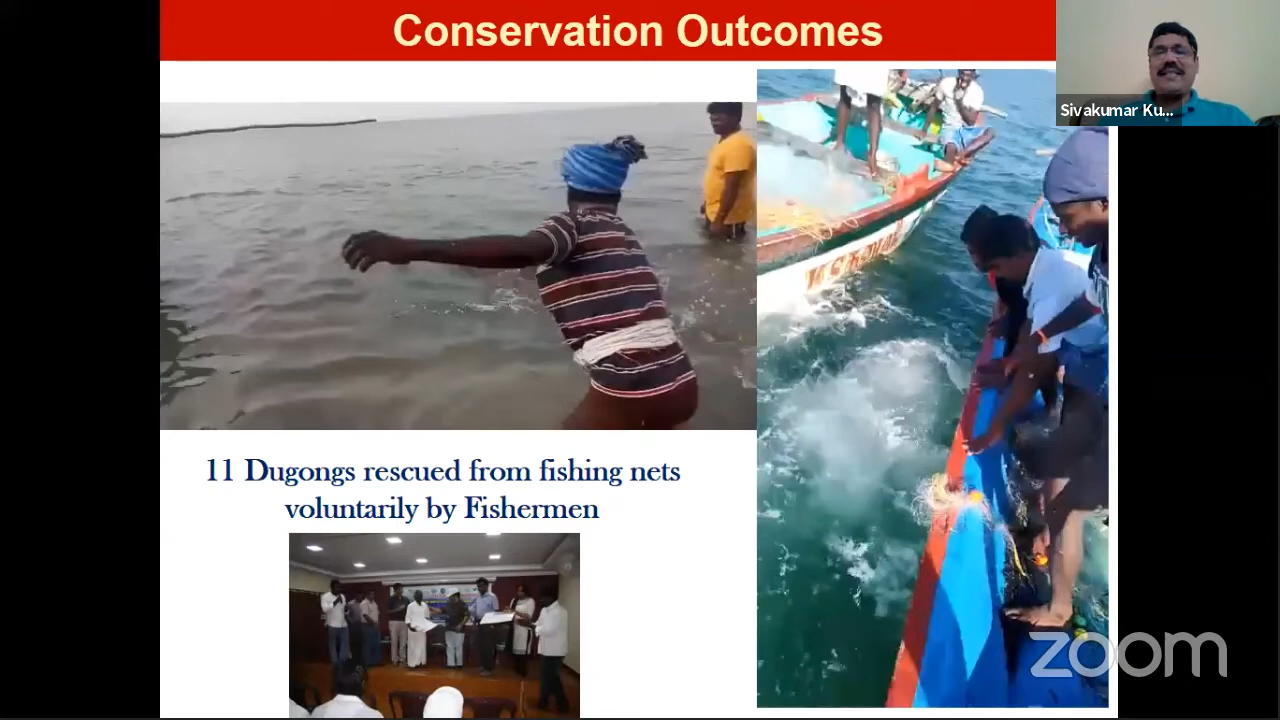 Conservation Outcomes
Sivakumar Ku...
11 Dugongs rescued from fishing nets
voluntarily by Fishermen
zoom